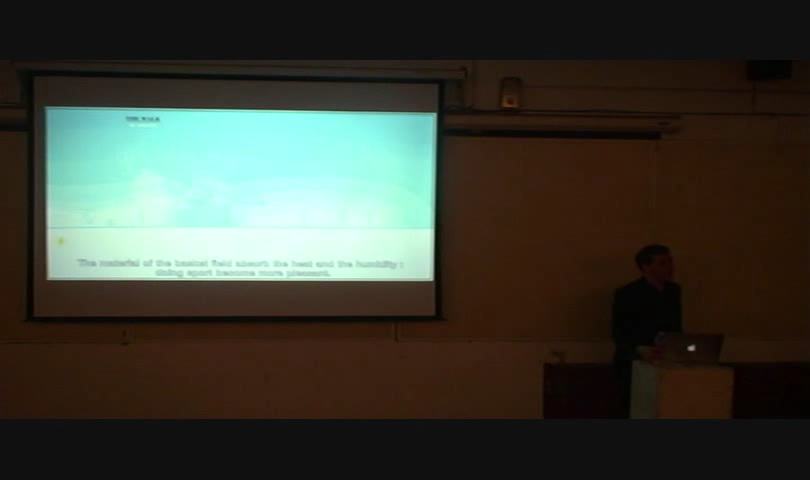 The material of the basket field absorb the heat and the humidity :
doing sport become more pleasant.